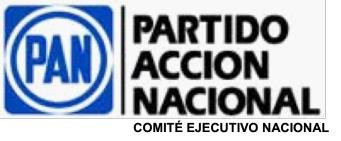 PAN
PARTIDO
ACCION
NACIONAL
COMITÉ EJECUTIVO NACIONAL